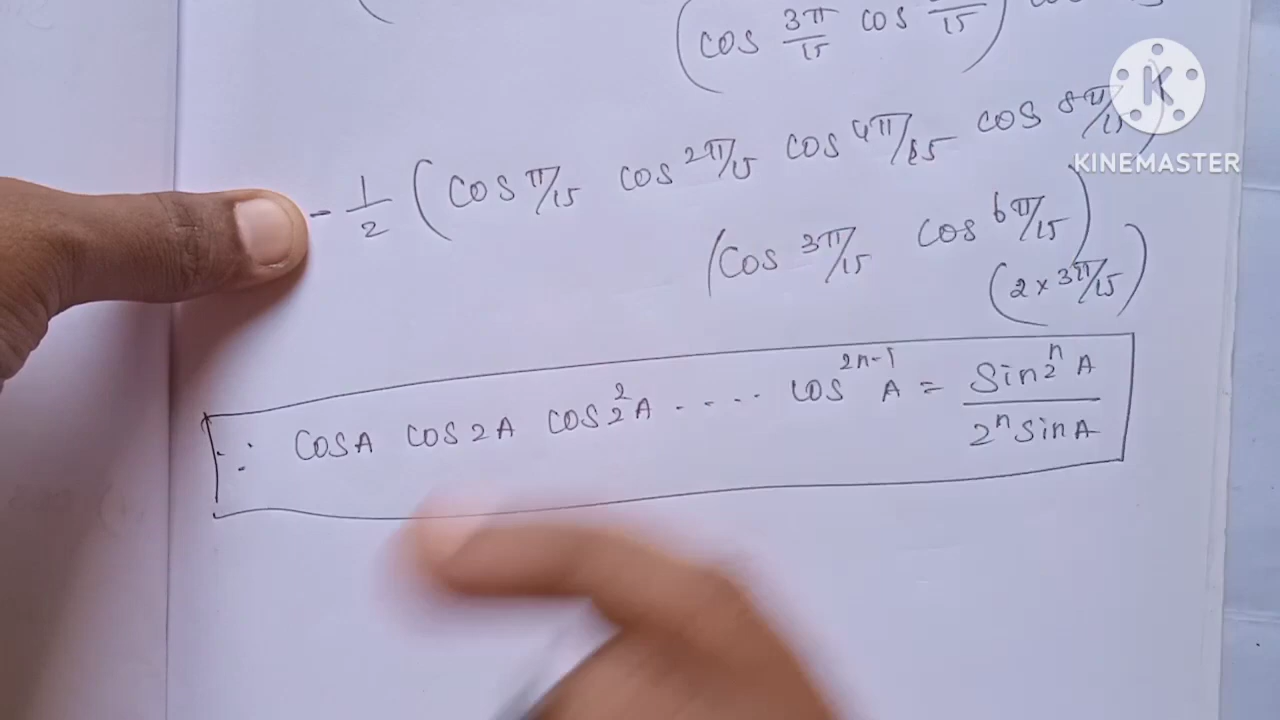 (cos 3π/15 cos /15)
- 1/2 (cos π/15 cos 2π/15 cos 4π/15 cos 8π/15)
(cos 3π/15 cos 6π/15)
(2 × 3π/15)
∴ cosA cos2A cos2²A ..... cos2ⁿ⁻¹A = Sin2ⁿA / 2ⁿ sinA
K
KINEMASTER